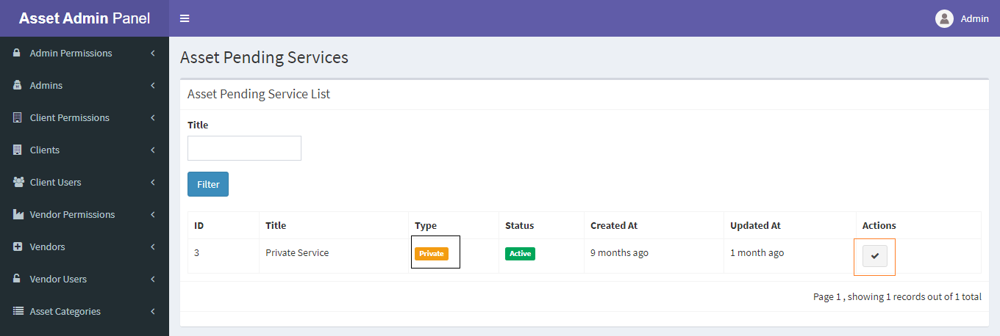 Asset Admin Panel
Admin
Admin Permissions
Admins
Client Permissions
Clients
Client Users
Vendor Permissions
Vendors
Vendor Users
Asset Categories
Asset Pending Services
Asset Pending Service List
Title
Filter
ID Title Type Status Created At Updated At Actions
3 Private Service Private Active 9 months ago 1 month ago
Page 1 , showing 1 records out of 1 total